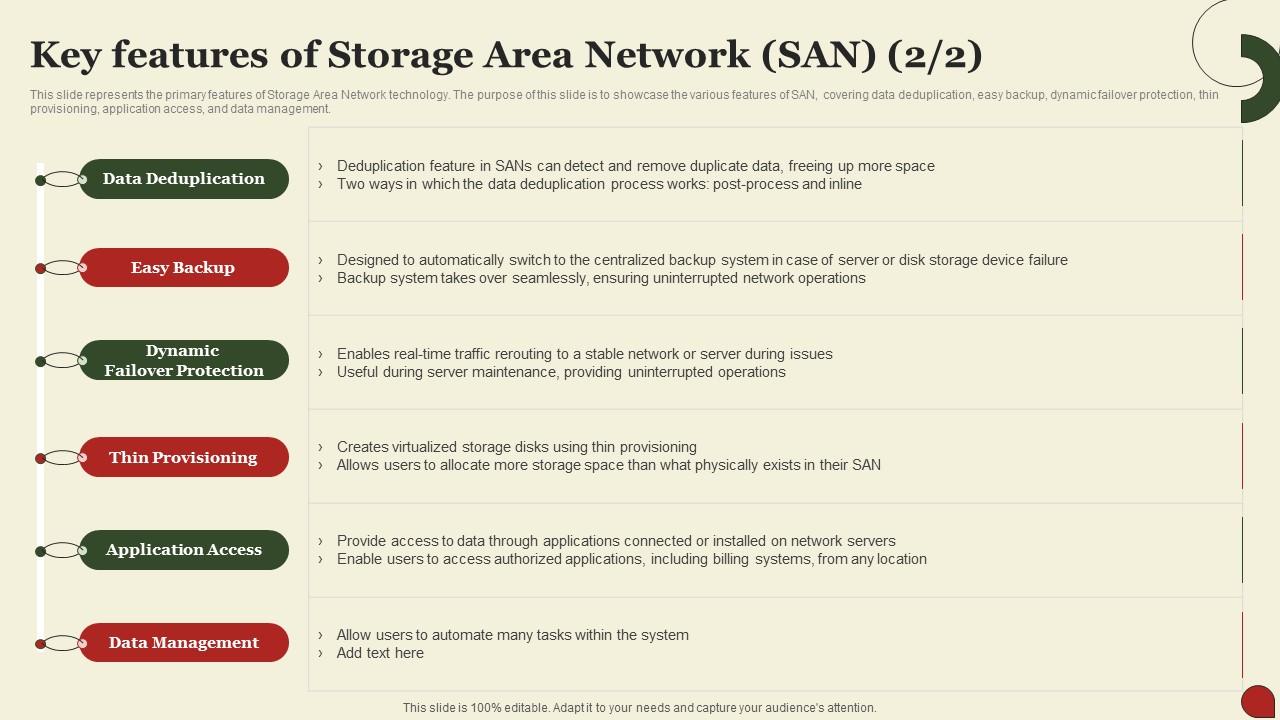 Key features of Storage Area Network (SAN) (2/2)
This slide represents the primary features of Storage Area Network technology. The purpose of this slide is to showcase the various features of SAN, covering data deduplication, easy backup, dynamic failover protection, thin
provisioning, application access, and data management.
Data Deduplication
› Deduplication feature in SANs can detect and remove duplicate data, freeing up more space
› Two ways in which the data deduplication process works: post-process and inline
Easy Backup
› Designed to automatically switch to the centralized backup system in case of server or disk storage device failure
› Backup system takes over seamlessly, ensuring uninterrupted network operations
Dynamic
Failover Protection
› Enables real-time traffic rerouting to a stable network or server during issues
› Useful during server maintenance, providing uninterrupted operations
Thin Provisioning
› Creates virtualized storage disks using thin provisioning
› Allows users to allocate more storage space than what physically exists in their SAN
Application Access
› Provide access to data through applications connected or installed on network servers
› Enable users to access authorized applications, including billing systems, from any location
Data Management
› Allow users to automate many tasks within the system
› Add text here
This slide is 100% editable. Adapt it to your needs and capture your audience's attention.